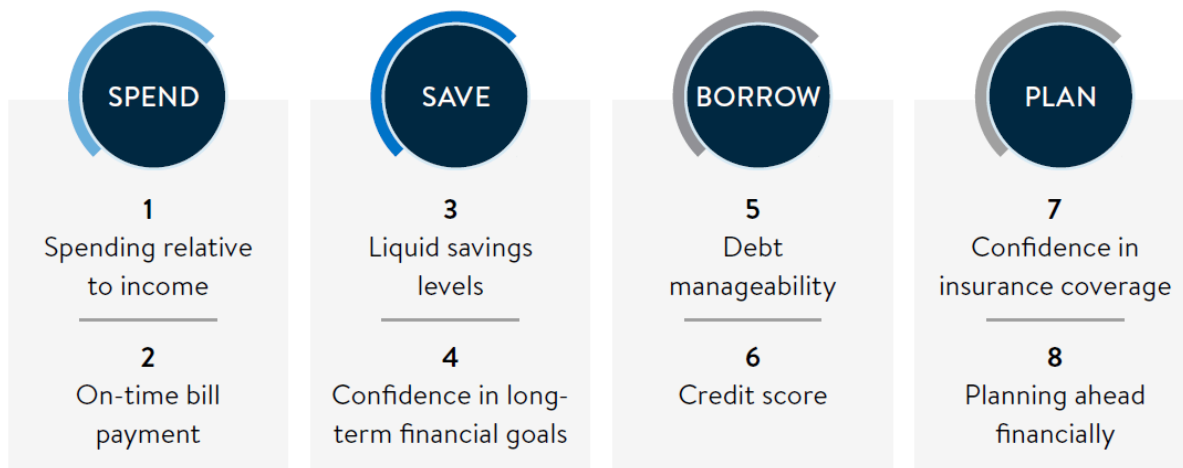 SPEND
1
Spending relative
to income
2
On-time bill
payment
SAVE
3
Liquid savings
levels
4
Confidence in long-
term financial goals
BORROW
5
Debt
manageability
6
Credit score
PLAN
7
Confidence in
insurance coverage
8
Planning ahead
financially